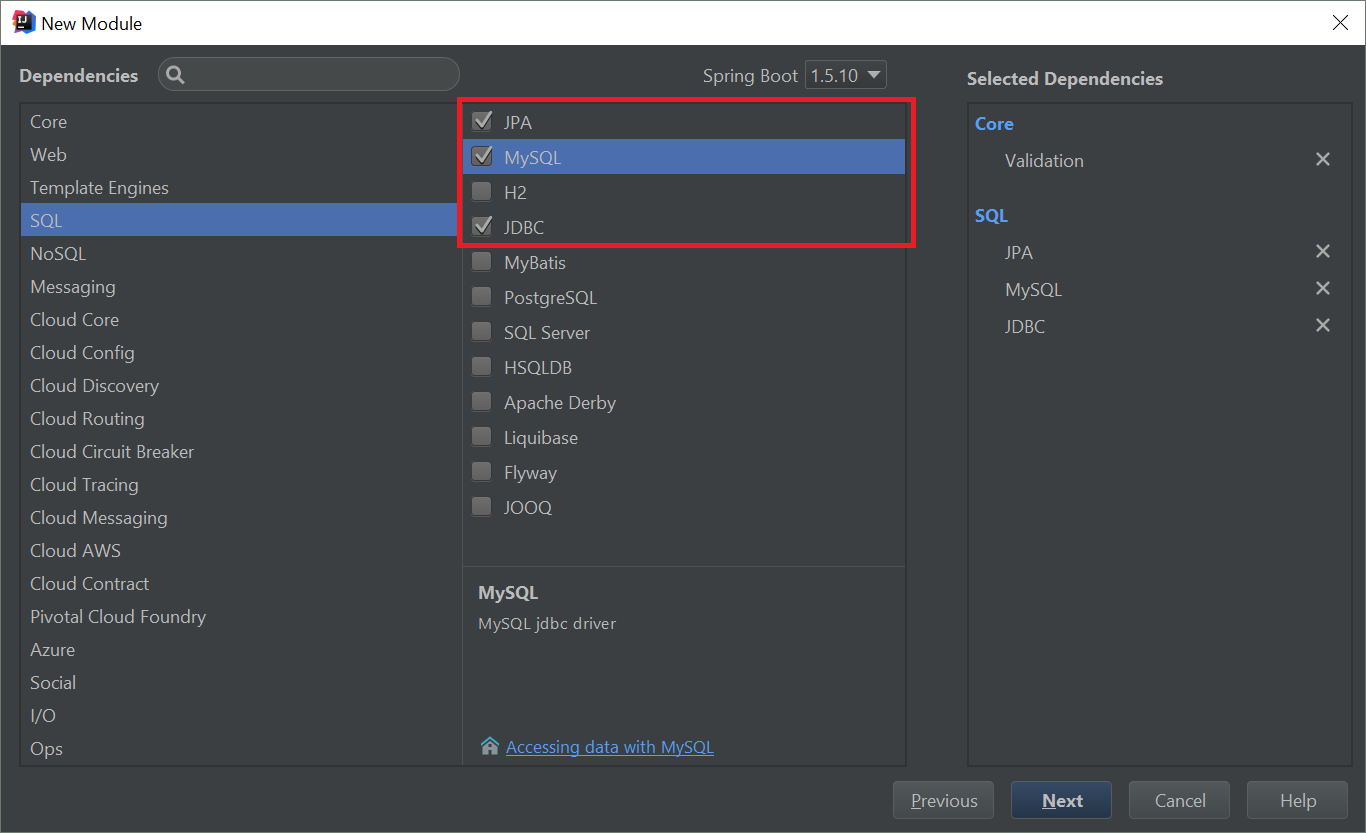 New Module
Dependencies
Spring Boot 1.5.10
Selected Dependencies
Core
Web
Template Engines
SQL
NoSQL
Messaging
Cloud Core
Cloud Config
Cloud Discovery
Cloud Routing
Cloud Circuit Breaker
Cloud Tracing
Cloud Messaging
Cloud AWS
Cloud Contract
Pivotal Cloud Foundry
Azure
Social
I/O
Ops
JPA
MySQL
H2
JDBC
MyBatis
PostgreSQL
SQL Server
HSQLDB
Apache Derby
Liquibase
Flyway
JOOQ
MySQL
MySQL jdbc driver
Accessing data with MySQL
Core
Validation
SQL
JPA
MySQL
JDBC
Previous
Next
Cancel
Help